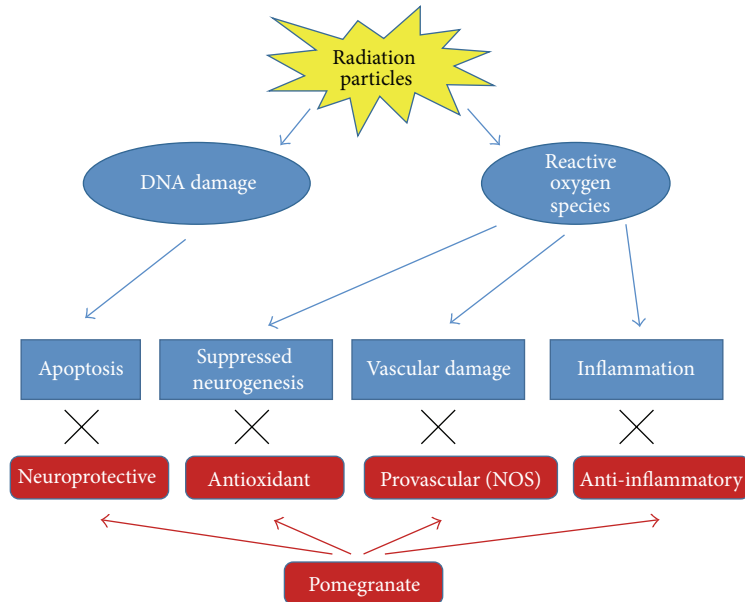 Radiation
particles
DNA damage
Reactive
oxygen
species
Apoptosis
Suppressed
neurogenesis
Vascular damage
Inflammation
Neuroprotective
Antioxidant
Provascular (NOS)
Anti-inflammatory
Pomegranate